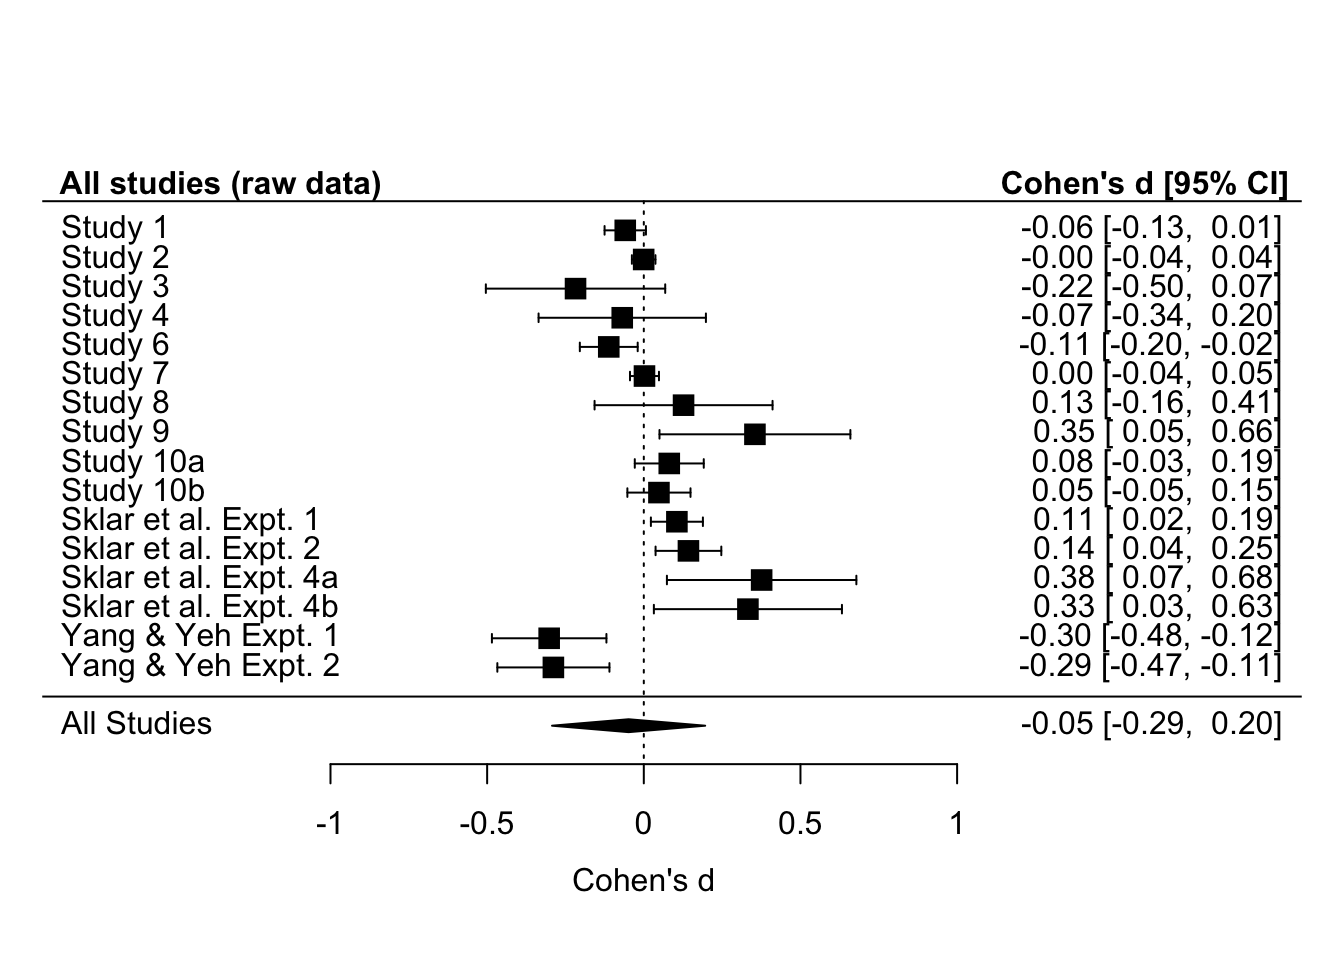 All studies (raw data) Cohen's d [95% CI]
Study 1 -0.06 [-0.13, 0.01]
Study 2 -0.00 [-0.04, 0.04]
Study 3 -0.22 [-0.50, 0.07]
Study 4 -0.07 [-0.34, 0.20]
Study 6 -0.11 [-0.20, -0.02]
Study 7 0.00 [-0.04, 0.05]
Study 8 0.13 [-0.16, 0.41]
Study 9 0.35 [ 0.05, 0.66]
Study 10a 0.08 [-0.03, 0.19]
Study 10b 0.05 [-0.05, 0.15]
Sklar et al. Expt. 1 0.11 [ 0.02, 0.19]
Sklar et al. Expt. 2 0.14 [ 0.04, 0.25]
Sklar et al. Expt. 4a 0.38 [ 0.07, 0.68]
Sklar et al. Expt. 4b 0.33 [ 0.03, 0.63]
Yang & Yeh Expt. 1 -0.30 [-0.48, -0.12]
Yang & Yeh Expt. 2 -0.29 [-0.47, -0.11]
All Studies -0.05 [-0.29, 0.20]
-1 -0.5 0 0.5 1
Cohen's d